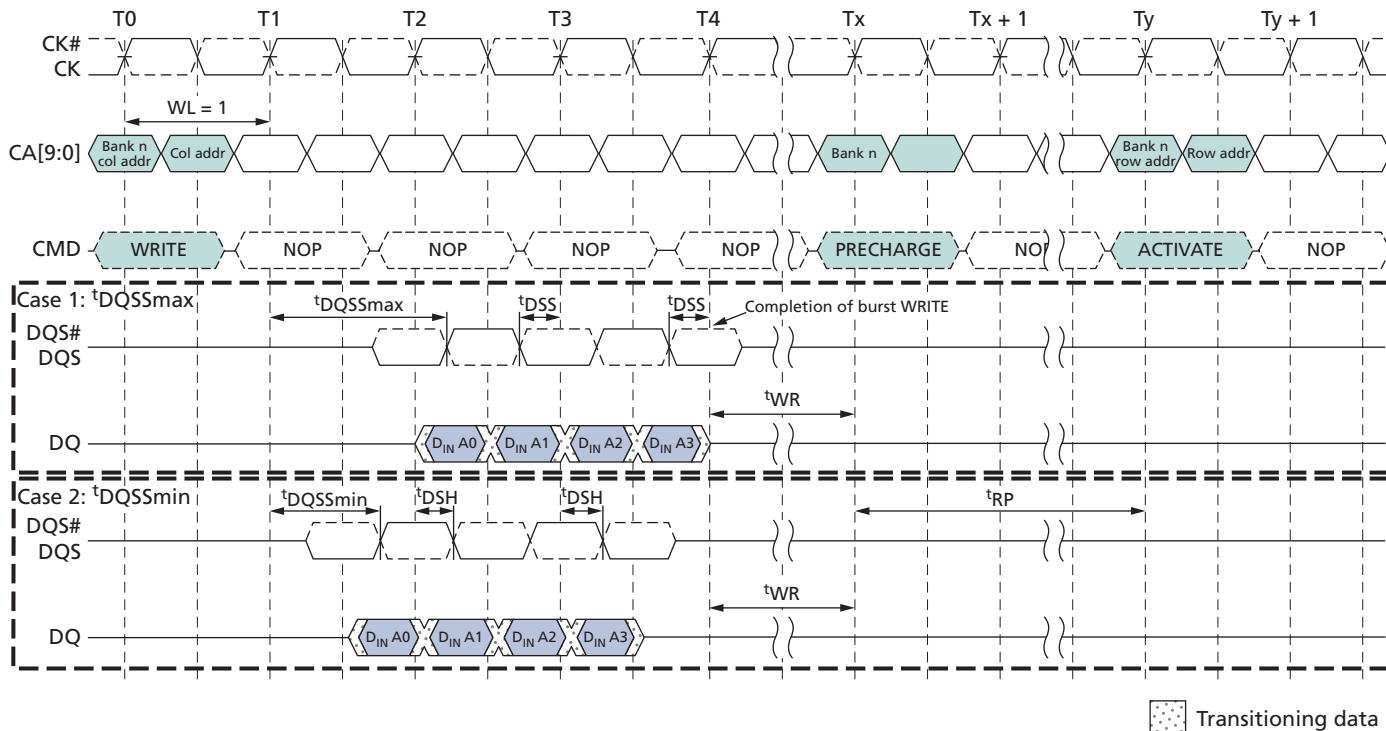 T0 T1 T2 T3 T4 Tx Tx + 1 Ty Ty + 1
CK#
CK
WL = 1
CA[9:0]
Bank n
col addr
Col addr
Bank n
Bank n
row addr
Row addr
CMD WRITE NOP NOP NOP NOP PRECHARGE NOP ACTIVATE NOP
Case 1: tDQSSmax
tDQSSmax tDSS tDSS Completion of burst WRITE
DQS#
DQS
tWR
DQ DIN A0 DIN A1 DIN A2 DIN A3
Case 2: tDQSSmin
tDQSSmin tDSH tDSH tRP
DQS#
DQS
tWR
DQ DIN A0 DIN A1 DIN A2 DIN A3
Transitioning data